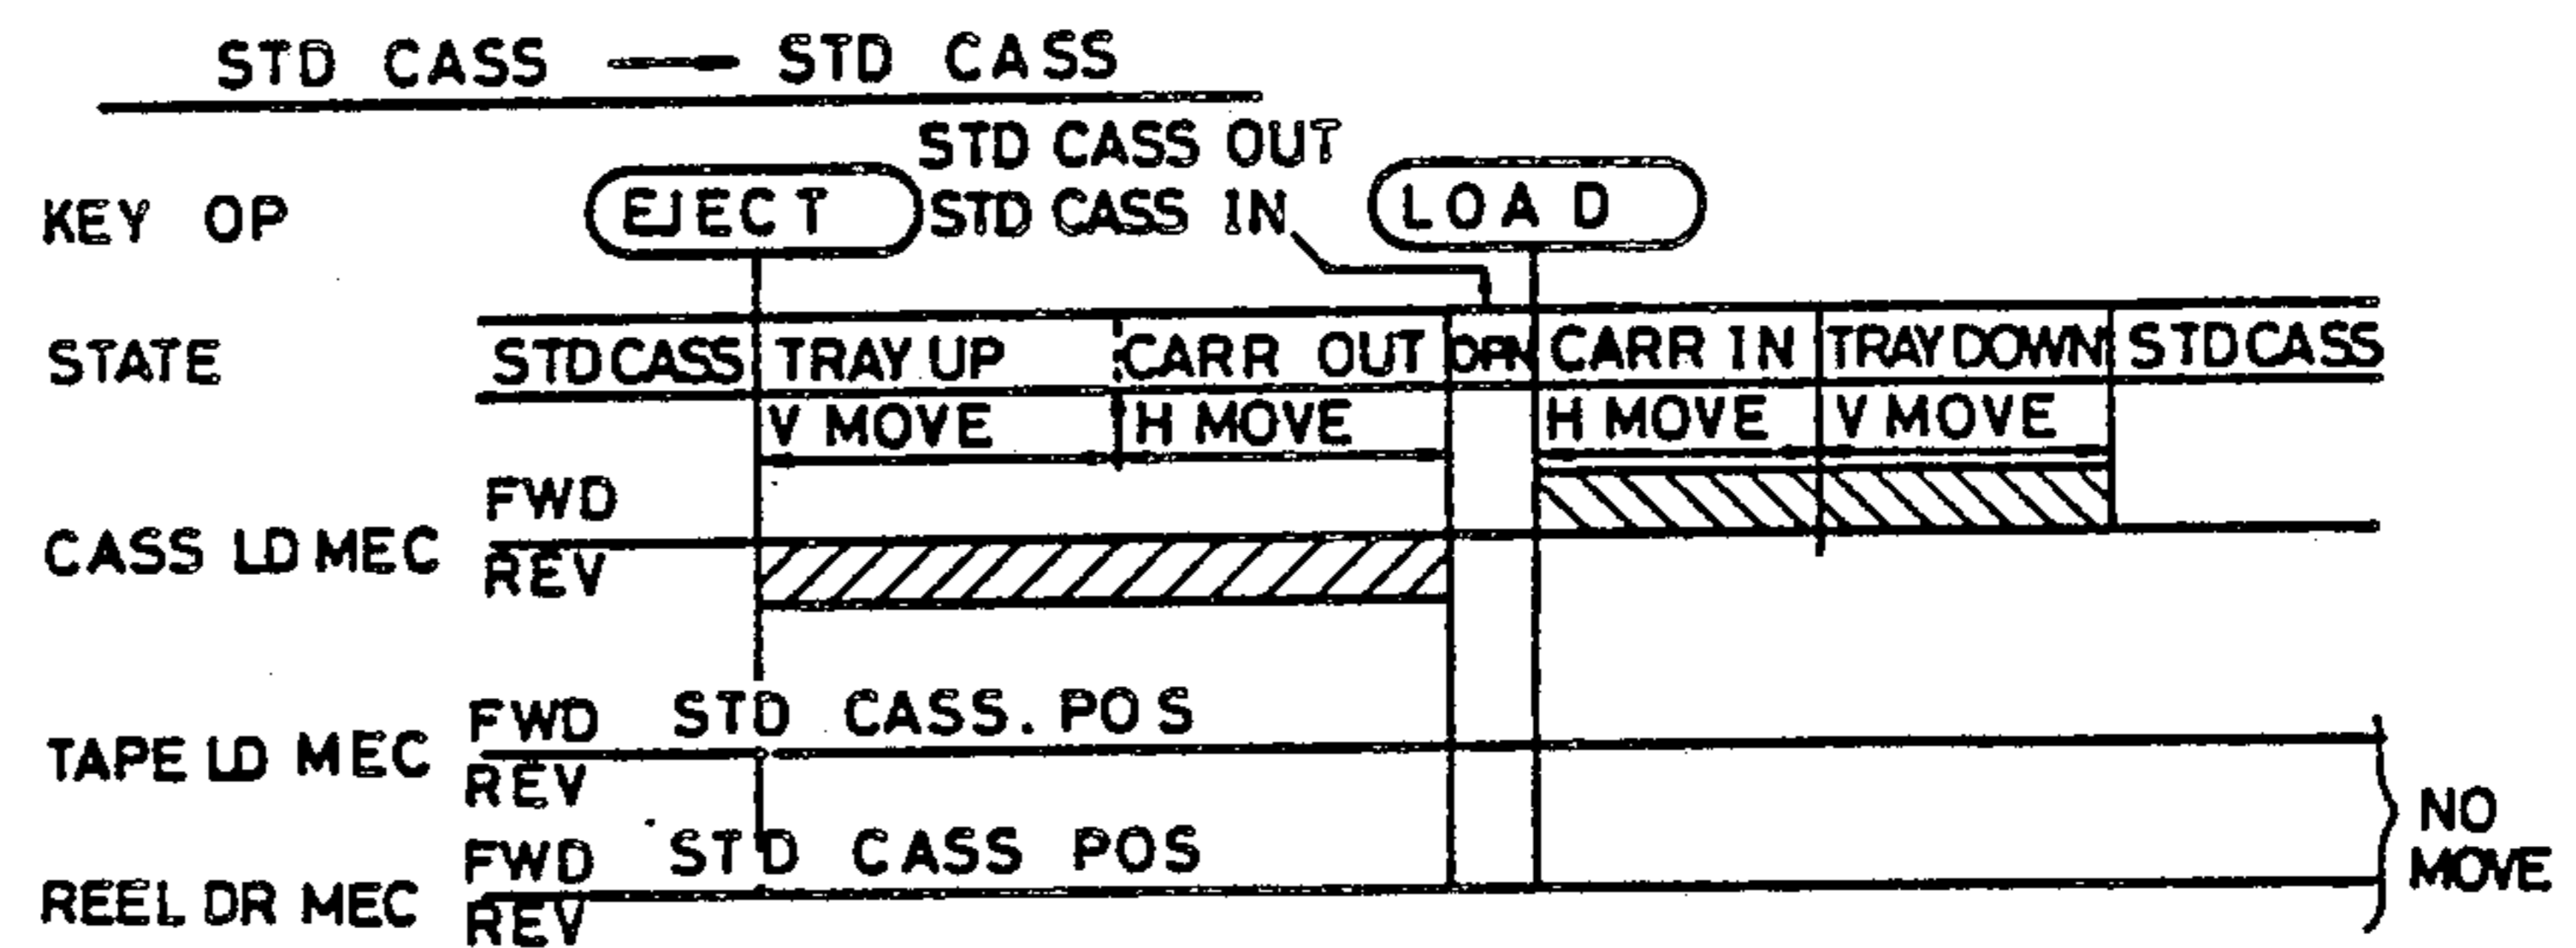 STD CASS → STD CASS
STD CASS OUT
KEY OP EJECT STD CASS IN LOAD
STATE STD CASS TRAY UP CARR OUT OPN CARR IN TRAY DOWN STD CASS
V MOVE H MOVE H MOVE V MOVE
FWD
CASS LD MEC
REV
FWD STD CASS. POS
TAPE LD MEC
REV
NO
MOVE
FWD STD CASS POS
REEL DR MEC
REV